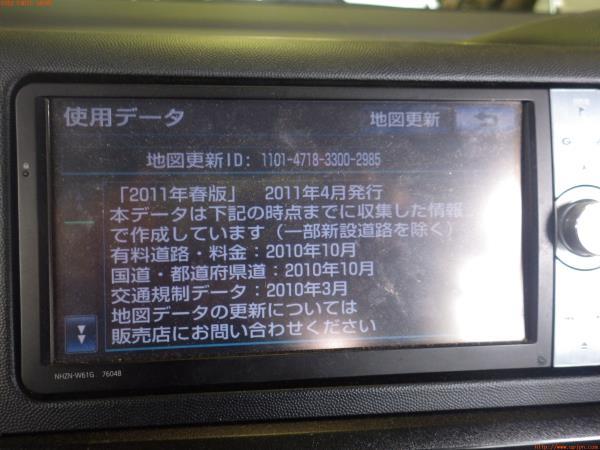 使用データ
地図更新
地図更新ID: 1101-4718-3300-2985
「2011年春版」 2011年4月発行
本データは下記の時点までに収集した情報
で作成しています（一部新設道路を除く）
有料道路・料金：2010年10月
国道・都道府県道：2010年10月
交通規制データ：2010年3月
地図データの更新については
販売店にお問い合わせください
NHZN-W61G 76048